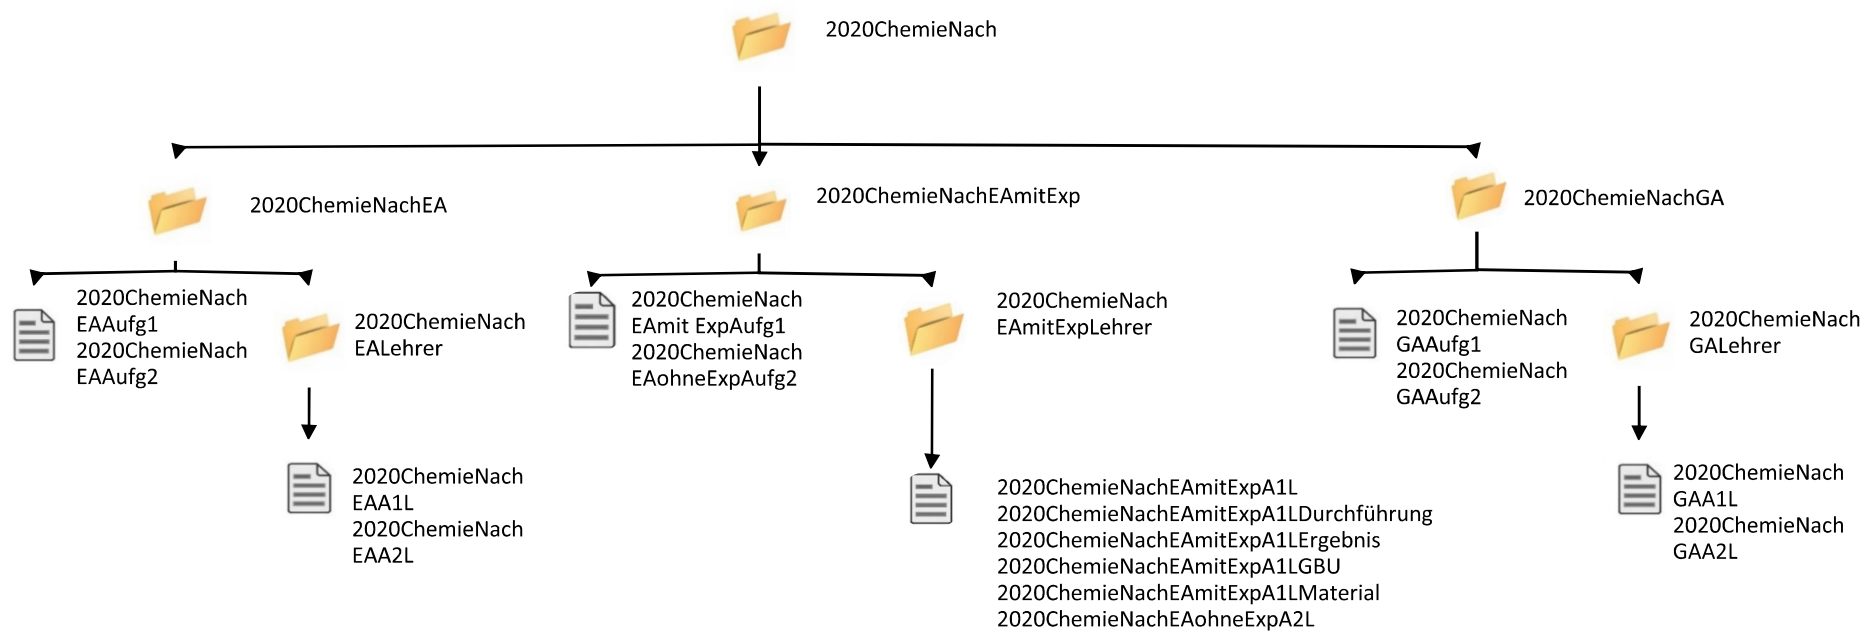 2020ChemieNach
2020ChemieNachEA
2020ChemieNachEAmitExp
2020ChemieNachGA
2020ChemieNach
EAAufg1
2020ChemieNach
EAAufg2
2020ChemieNach
EALehrer
2020ChemieNach
EAmit ExpAufg1
2020ChemieNach
EAohneExpAufg2
2020ChemieNach
EAmitExpLehrer
2020ChemieNach
GAAufg1
2020ChemieNach
GAAufg2
2020ChemieNach
GALehrer
2020ChemieNach
EAA1L
2020ChemieNach
EAA2L
2020ChemieNachEAmitExpA1L
2020ChemieNachEAmitExpA1LDurchführung
2020ChemieNachEAmitExpA1LErgebnis
2020ChemieNachEAmitExpA1LGBU
2020ChemieNachEAmitExpA1LMaterial
2020ChemieNachEAohneExpA2L
2020ChemieNach
GAA1L
2020ChemieNach
GAA2L